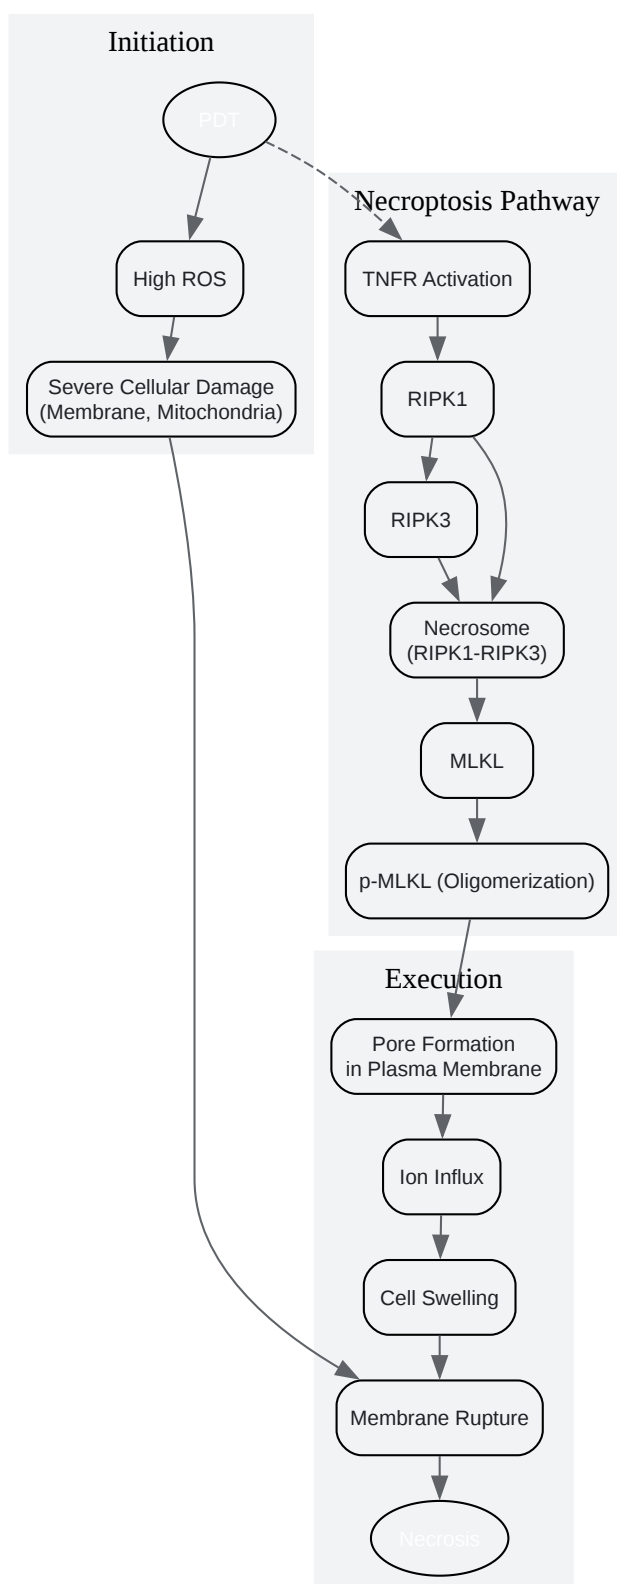 Initiation
PDT
Necroptosis Pathway
High ROS
TNFR Activation
Severe Cellular Damage
(Membrane, Mitochondria)
RIPK1
RIPK3
Necrosome
(RIPK1-RIPK3)
MLKL
p-MLKL (Oligomerization)
Execution
Pore Formation
in Plasma Membrane
Ion Influx
Cell Swelling
Membrane Rupture
Necrosis